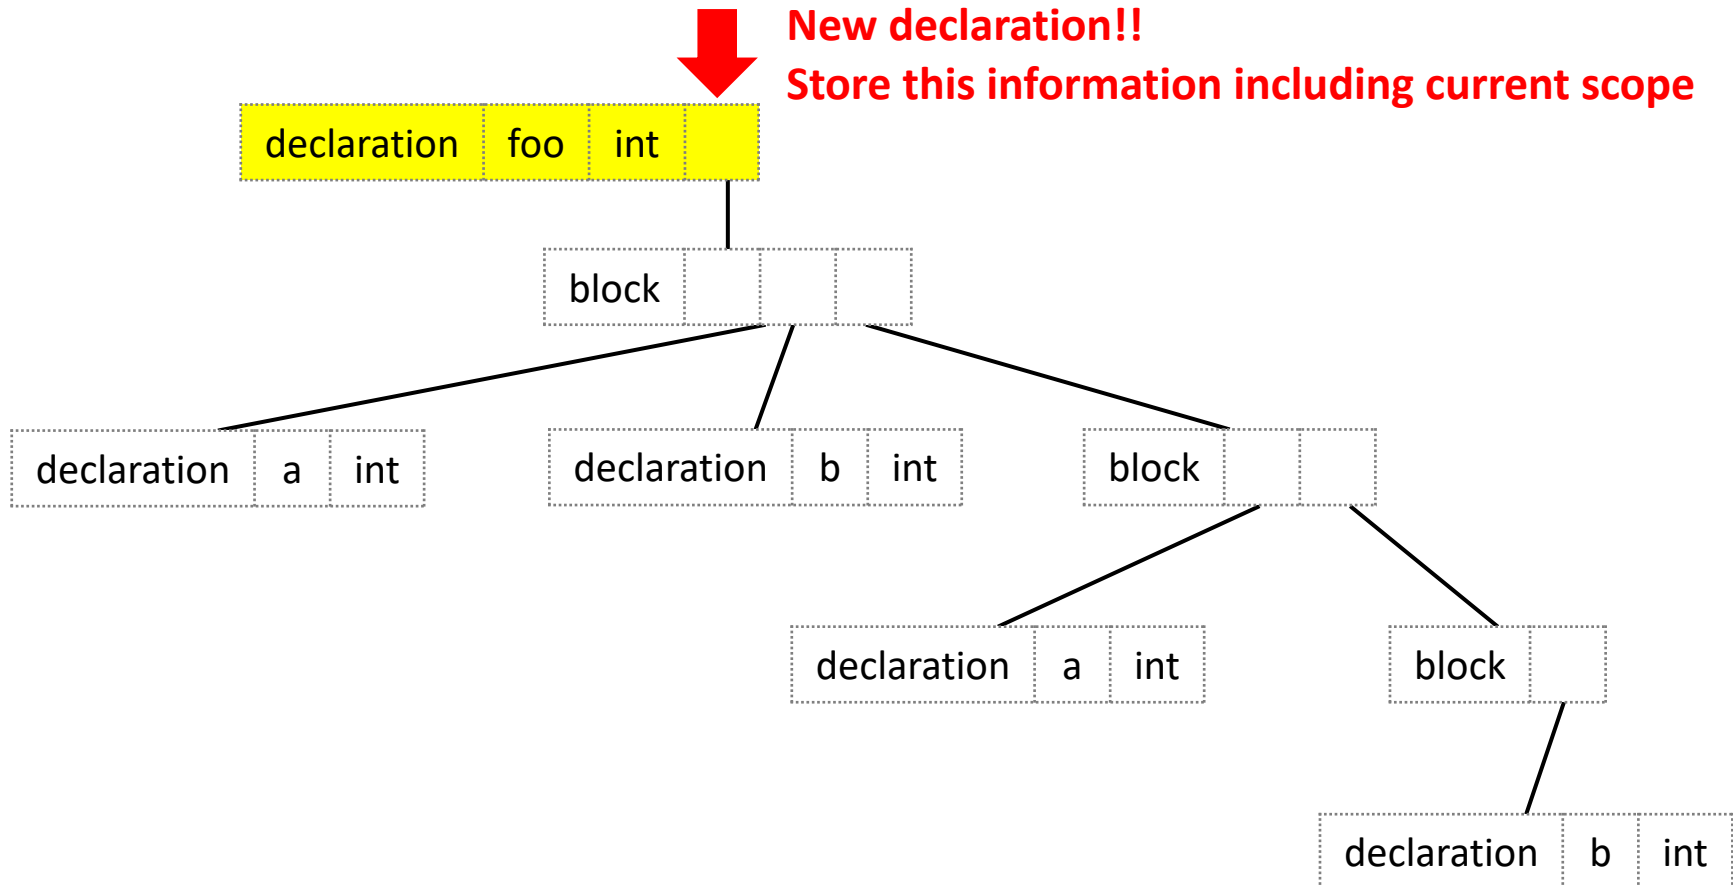 New declaration!!
Store this information including current scope
declaration foo int
block
declaration a int
declaration b int
block
declaration a int
block
declaration b int